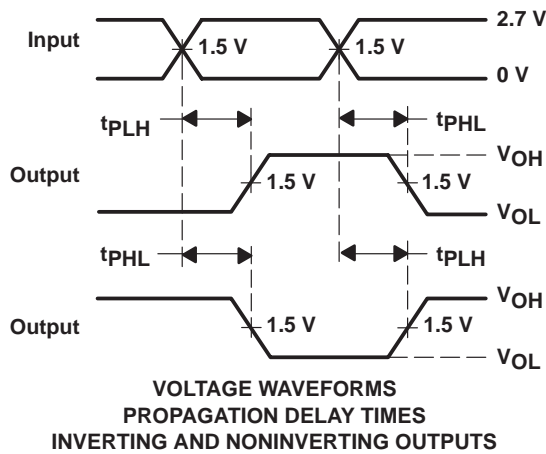 2.7 V
Input
1.5 V
1.5 V
0 V
tPLH
tPHL
VOH
Output
1.5 V
1.5 V
VOL
tPHL
tPLH
VOH
Output
1.5 V
1.5 V
VOL
VOLTAGE WAVEFORMS
PROPAGATION DELAY TIMES
INVERTING AND NONINVERTING OUTPUTS